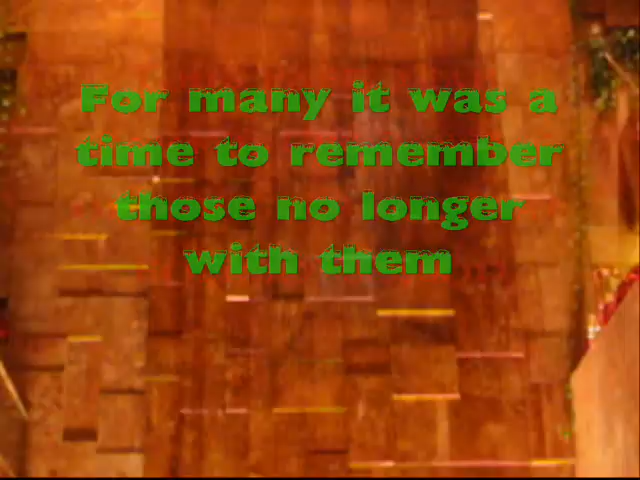 For many it was a
time to remember
those no longer
with them